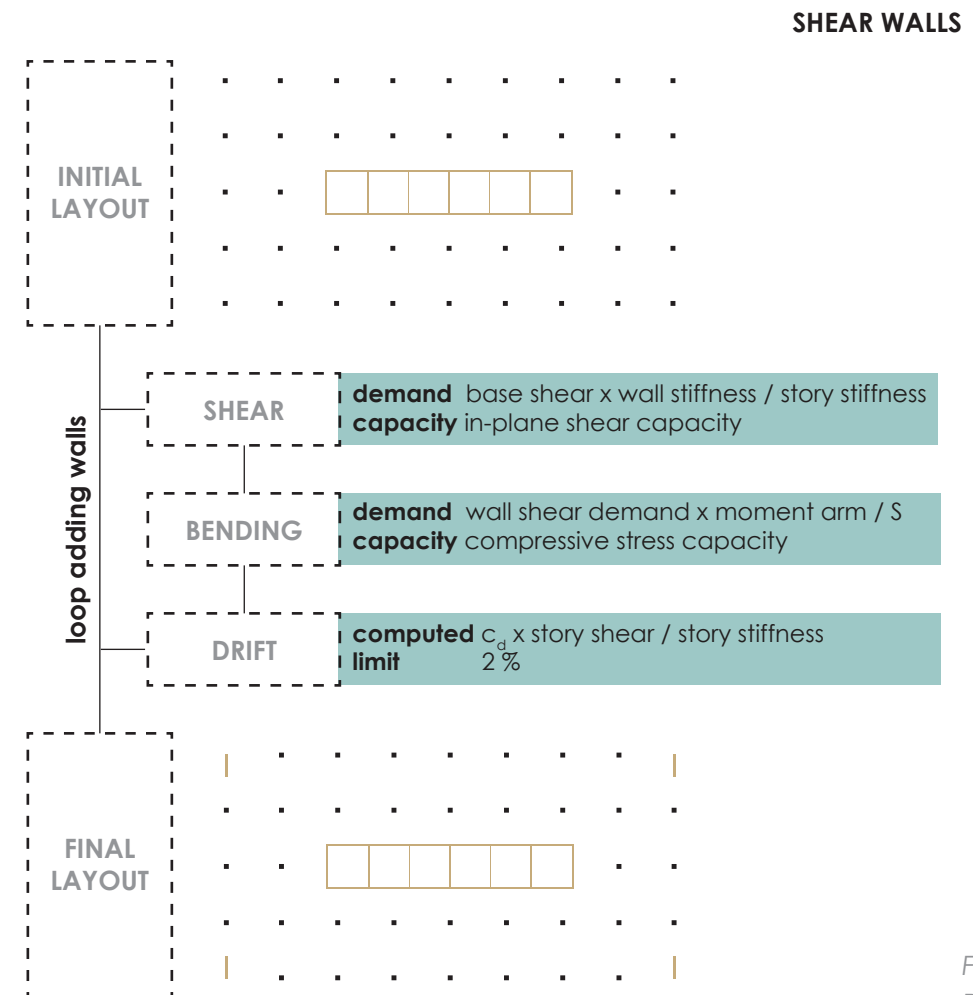 SHEAR WALLS
INITIAL
LAYOUT
loop adding walls
SHEAR
demand base shear x wall stiffness / story stiffness
capacity in-plane shear capacity
BENDING
demand wall shear demand x moment arm / S
capacity compressive stress capacity
DRIFT
computed cd x story shear / story stiffness
limit 2 %
FINAL
LAYOUT
F